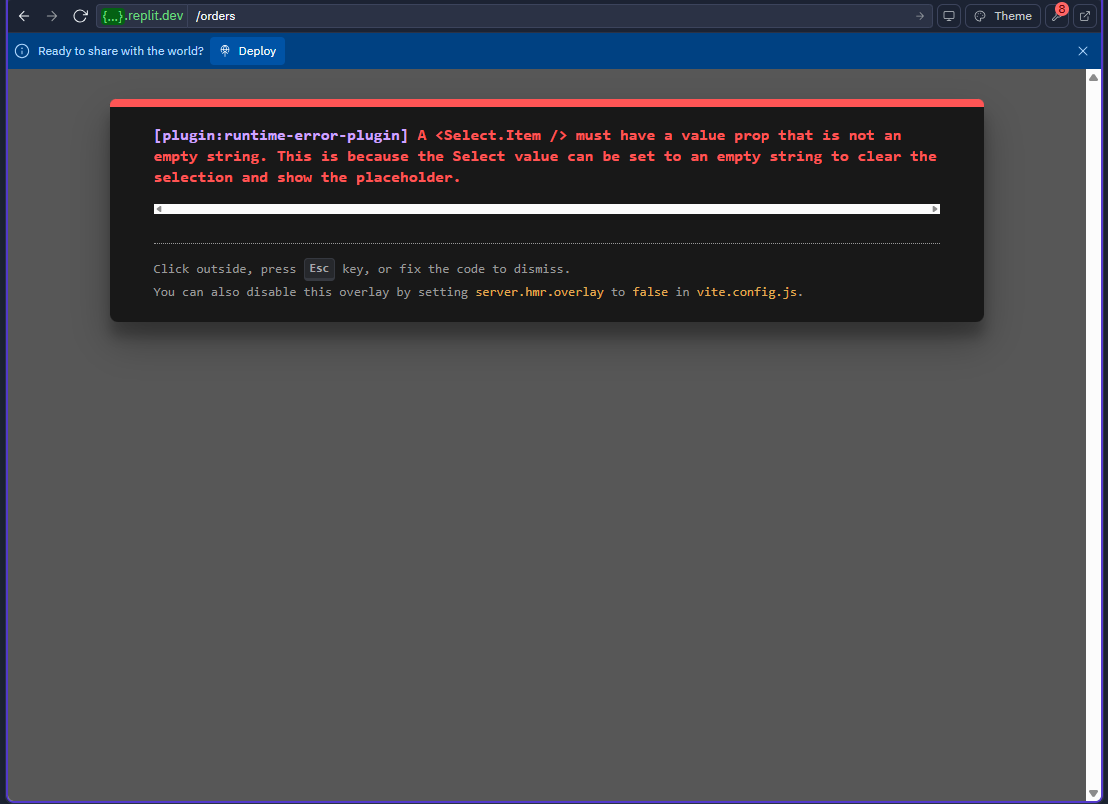 {...}.replit.dev /orders Theme 8
Ready to share with the world? Deploy
[plugin:runtime-error-plugin] A <Select.Item /> must have a value prop that is not an
empty string. This is because the Select value can be set to an empty string to clear the
selection and show the placeholder.
Click outside, press Esc key, or fix the code to dismiss.
You can also disable this overlay by setting server.hmr.overlay to false in vite.config.js.